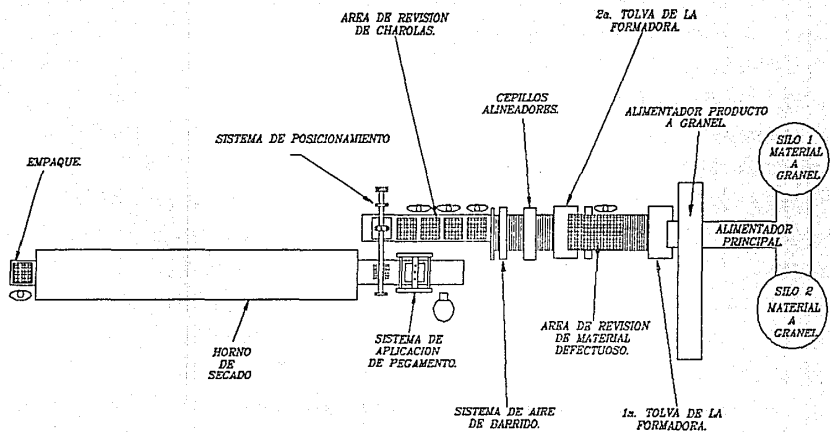 AREA DE REVISION
DE CHAROLAS.
2a. TOLVA DE LA
FORMADORA.
CEPILLOS
ALINEADORES.
ALIMENTADOR PRODUCTO
A GRANEL.
SISTEMA DE POSICIONAMIENTO
EMPAQUE.
SILO 1
MATERIAL
A
GRANEL
ALIMENTADOR
PRINCIPAL
SILO 2
MATERIAL
A
GRANEL
HORNO
DE
SECADO
SISTEMA DE
APLICACION
DE PEGAMENTO.
AREA DE REVISION
DE MATERIAL
DEFECTUOSO.
SISTEMA DE AIRE
DE BARRIDO.
1a. TOLVA DE LA
FORMADORA.